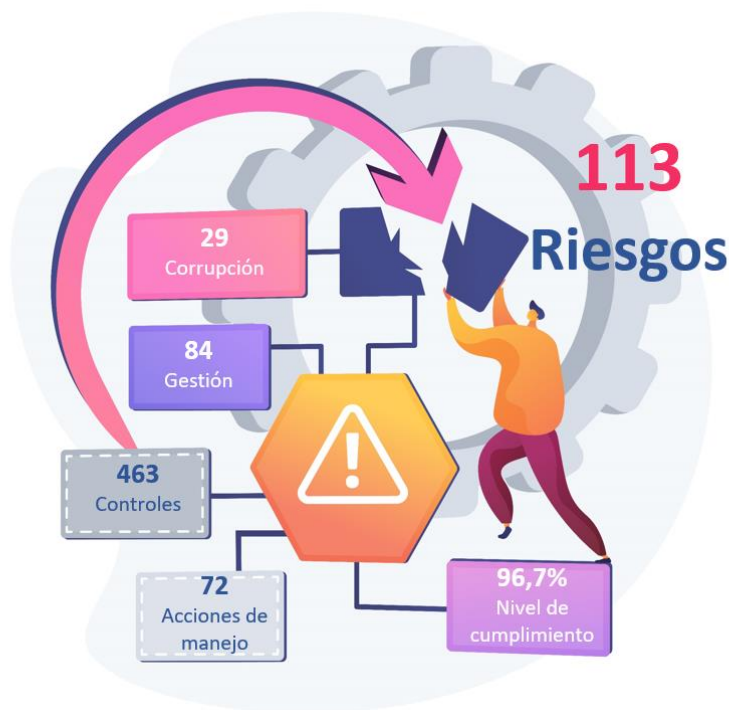 113
Riesgos
29
Corrupción
84
Gestión
463
Controles
72
Acciones de
manejo
96,7%
Nivel de
cumplimiento